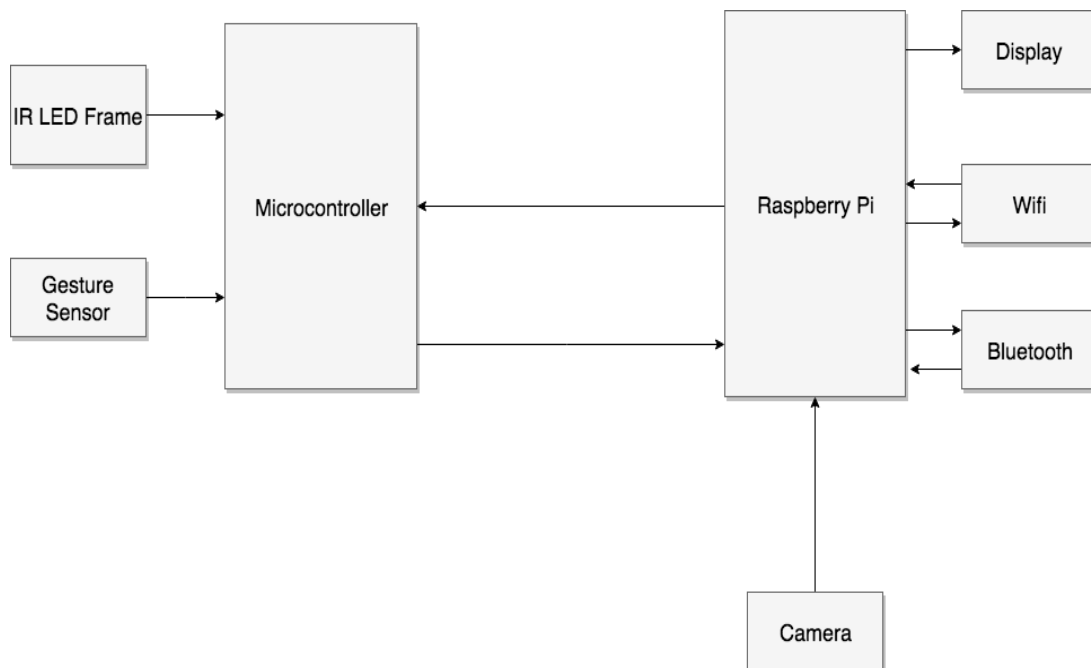 IR LED Frame
Gesture
Sensor
Microcontroller
Raspberry Pi
Display
Wifi
Bluetooth
Camera